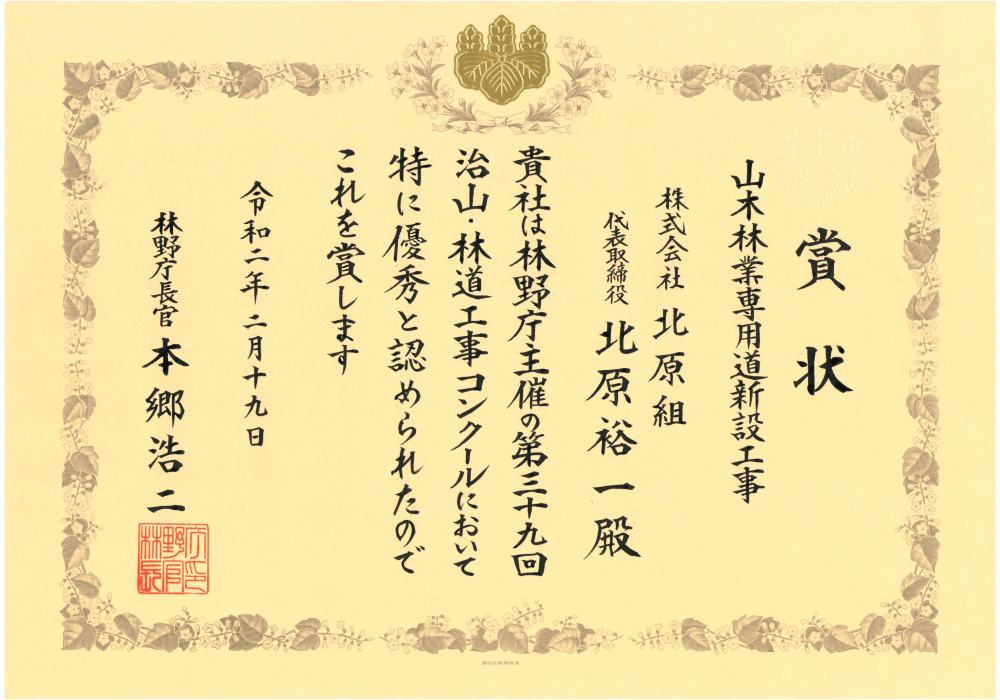 賞状
山木林業専用道新設工事
株式会社 北原組
代表取締役 北原裕一殿
貴社は林野庁主催の第三十九回
治山・林道工事コンクールにおいて
特に優秀と認められたので
これを賞します
令和二年二月十九日
林野庁長官 本郷浩二
林野庁長官印